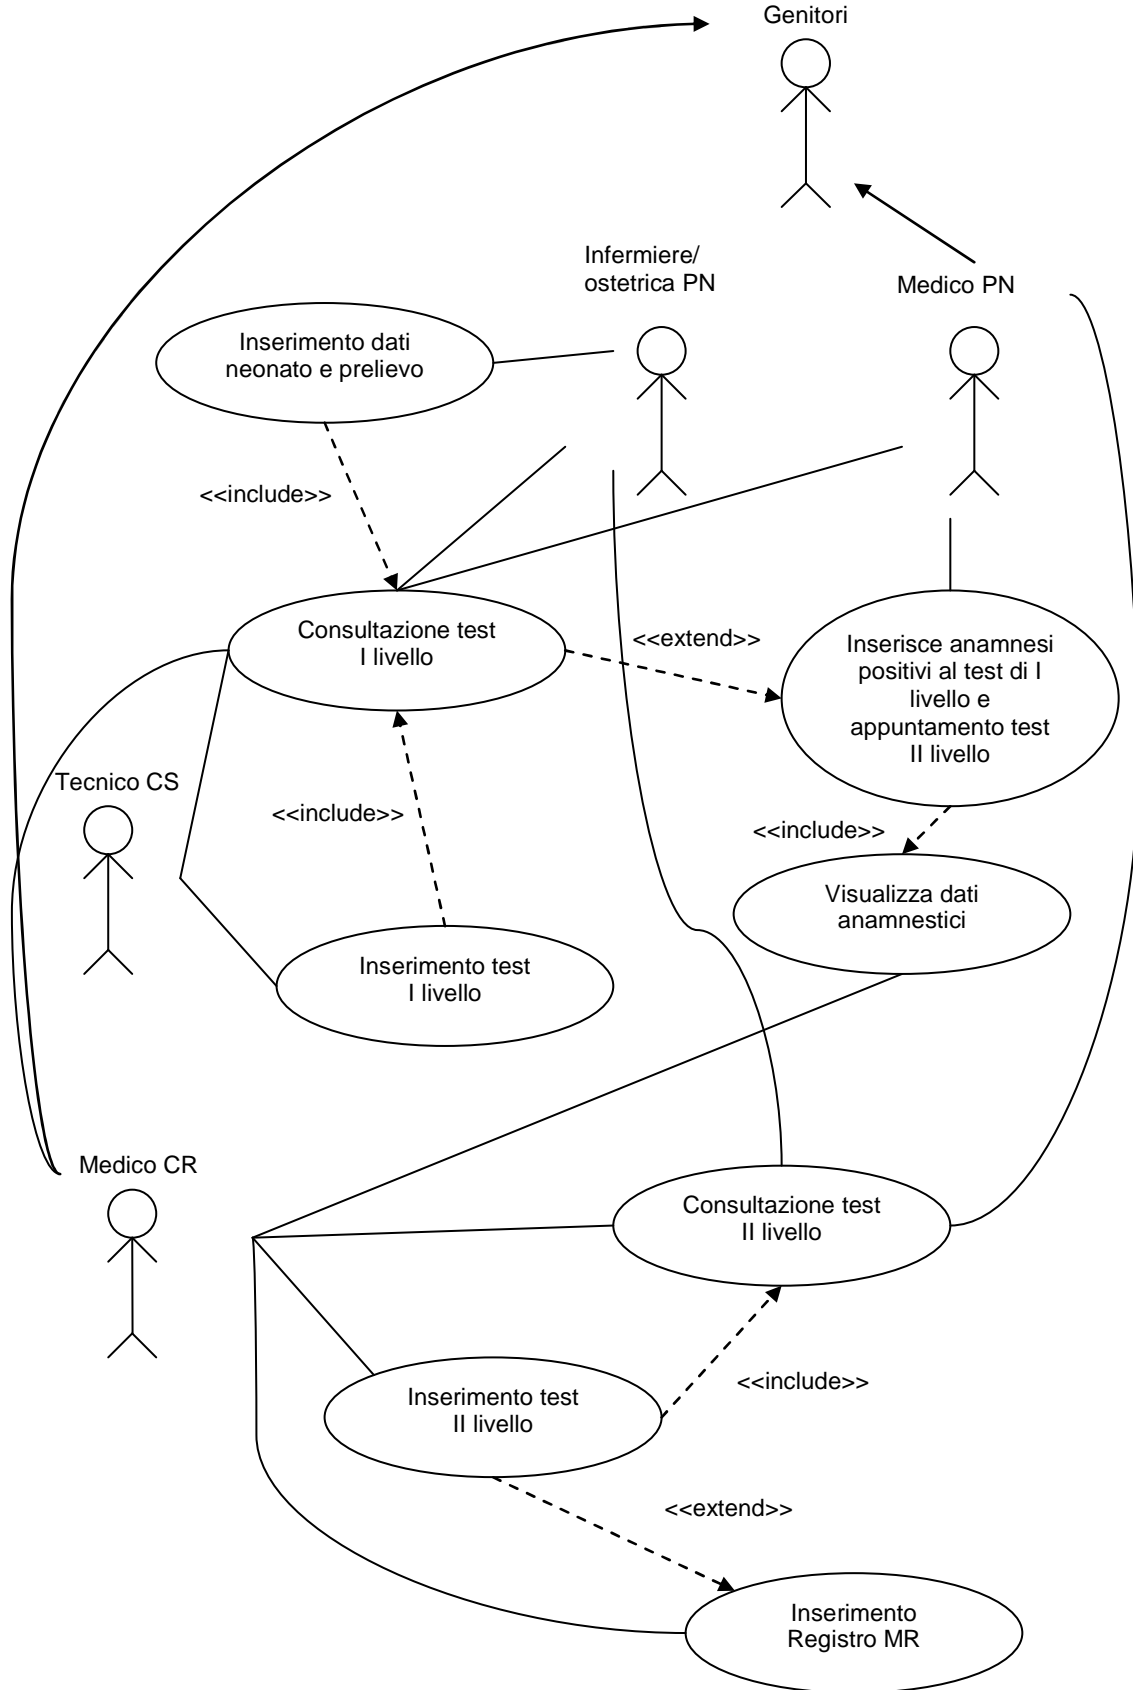 Genitori
Infermiere/
ostetrica PN
Medico PN
Inserimento dati
neonato e prelievo
<<include>>
Consultazione test
I livello
<<extend>>
Inserisce anamnesi
positivi al test di I
livello e
appuntamento test
II livello
Tecnico CS
<<include>>
<<include>>
Visualizza dati
anamnestici
Inserimento test
I livello
Medico CR
Consultazione test
II livello
<<include>>
Inserimento test
II livello
<<extend>>
Inserimento
Registro MR